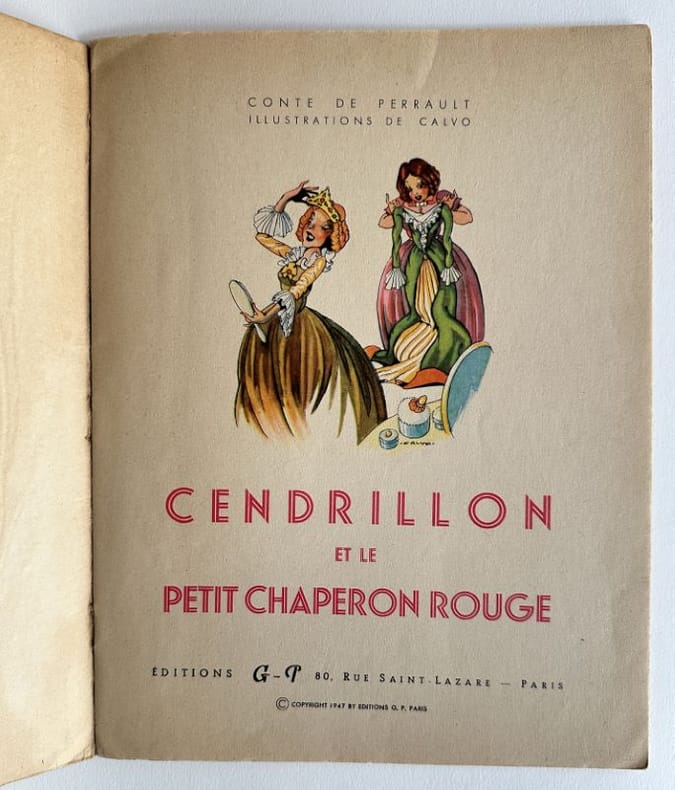 CONTE DE PERRAULT
ILLUSTRATIONS DE CALVO
CALVO
CENDRILLON
ET LE
PETIT CHAPERON ROUGE
ÉDITIONS G-P 80, RUE SAINT-LAZARE — PARIS
© COPYRIGHT 1947 BY EDITIONS G. P. PARIS